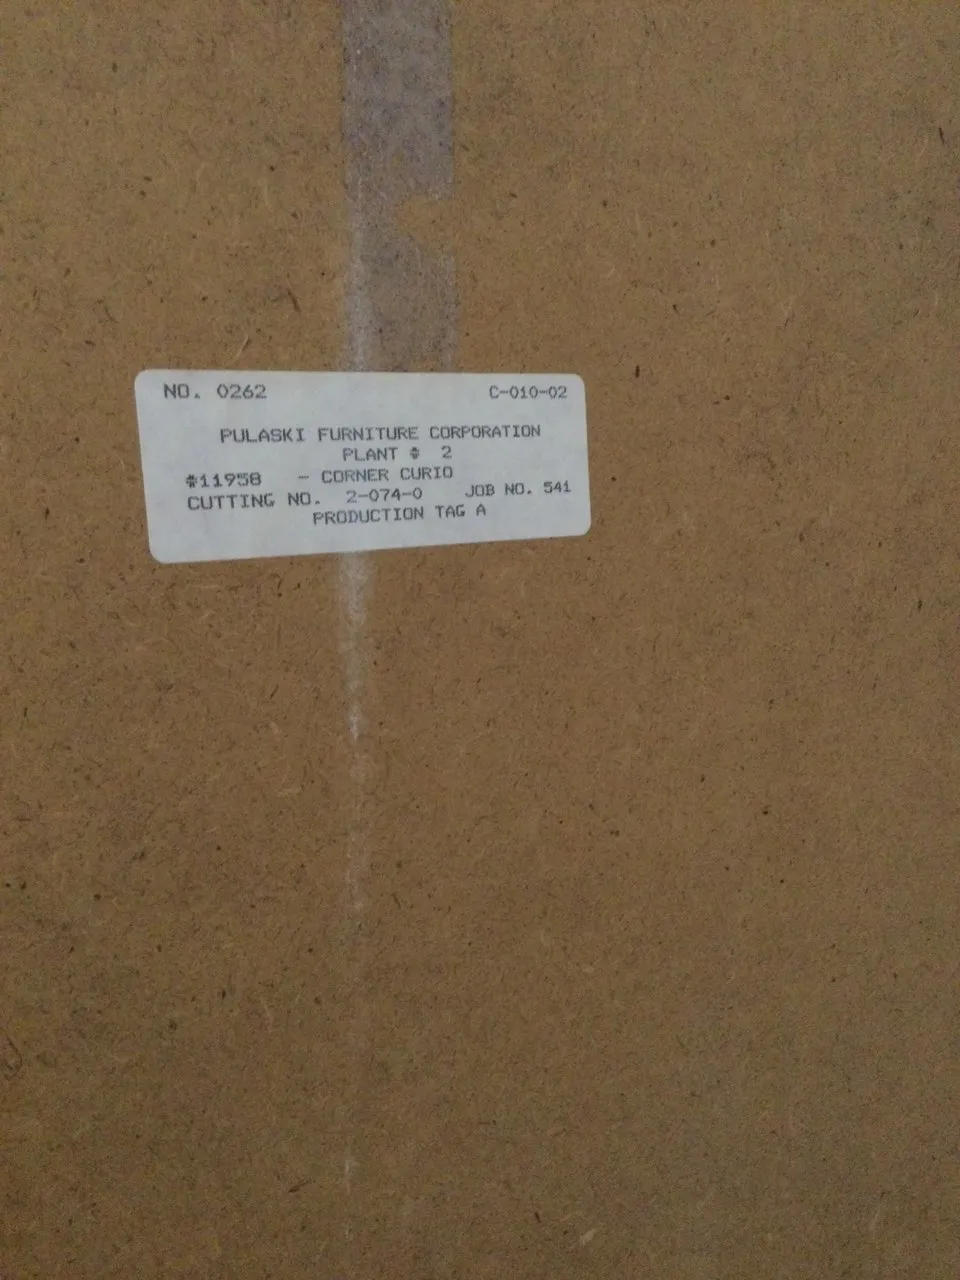 NO. 0262 C-010-02
PULASKI FURNITURE CORPORATION
PLANT # 2
#11958 - CORNER CURIO
CUTTING NO. 2-074-0 JOB NO. 541
PRODUCTION TAG A